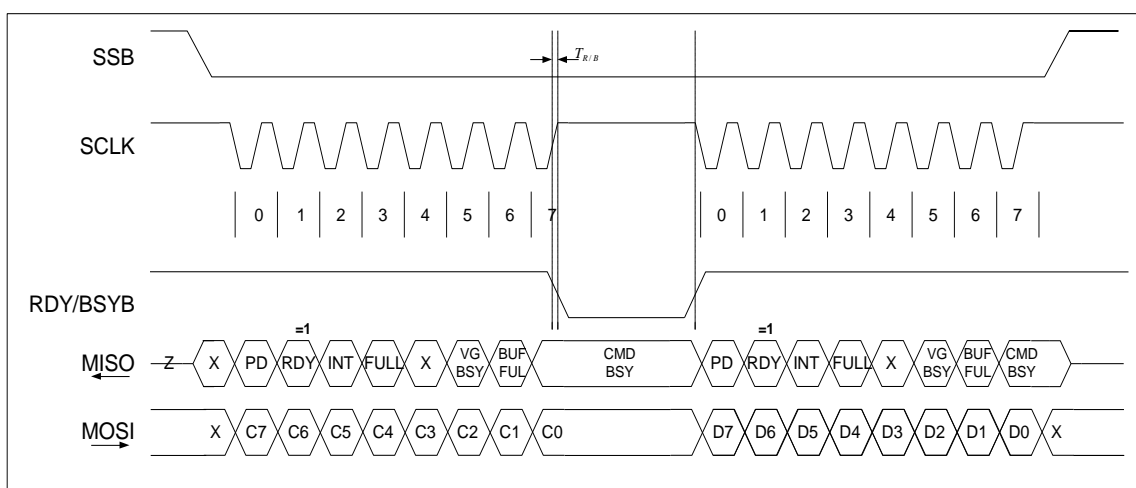 SSB
T R/B
SCLK
0 1 2 3 4 5 6 7 0 1 2 3 4 5 6 7
RDY/BSYB
=1 =1
MISO Z X PD RDY INT FULL X VG BSY BUF FUL CMD BSY PD RDY INT FULL X VG BSY BUF FUL CMD BSY
MOSI X C7 C6 C5 C4 C3 C2 C1 C0 D7 D6 D5 D4 D3 D2 D1 D0 X